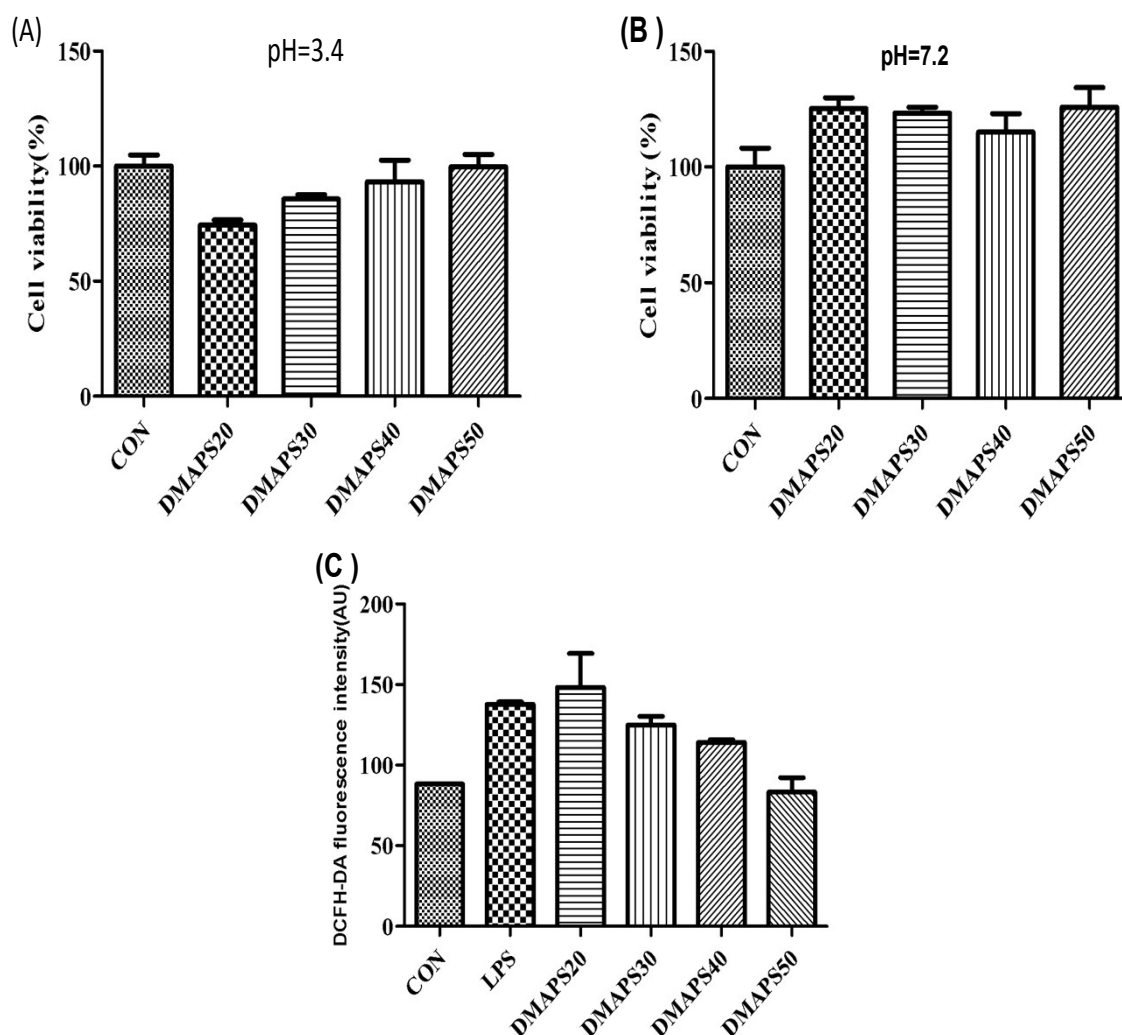 (A)
pH=3.4
150
100
50
0
Cell viability(%)
CON
DMAPS20
DMAPS30
DMAPS40
DMAPS50
(B )
pH=7.2
150
100
50
0
Cell viability (%)
CON
DMAPS20
DMAPS30
DMAPS40
DMAPS50
(C )
200
150
100
50
0
DCFH-DA fluorescence intensity(AU)
CON
LPS
DMAPS20
DMAPS30
DMAPS40
DMAPS50